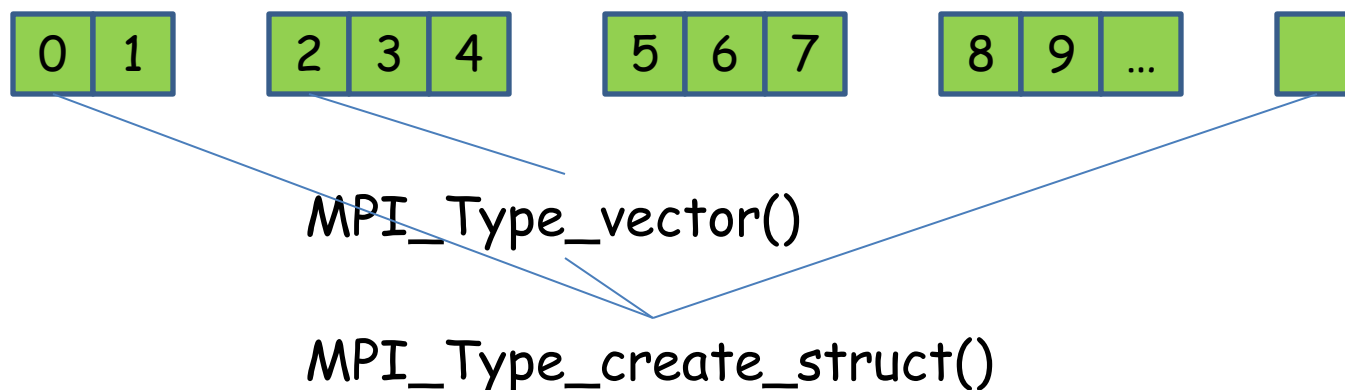 0 1 2 3 4 5 6 7 8 9 ...
MPI_Type_vector()
MPI_Type_create_struct()